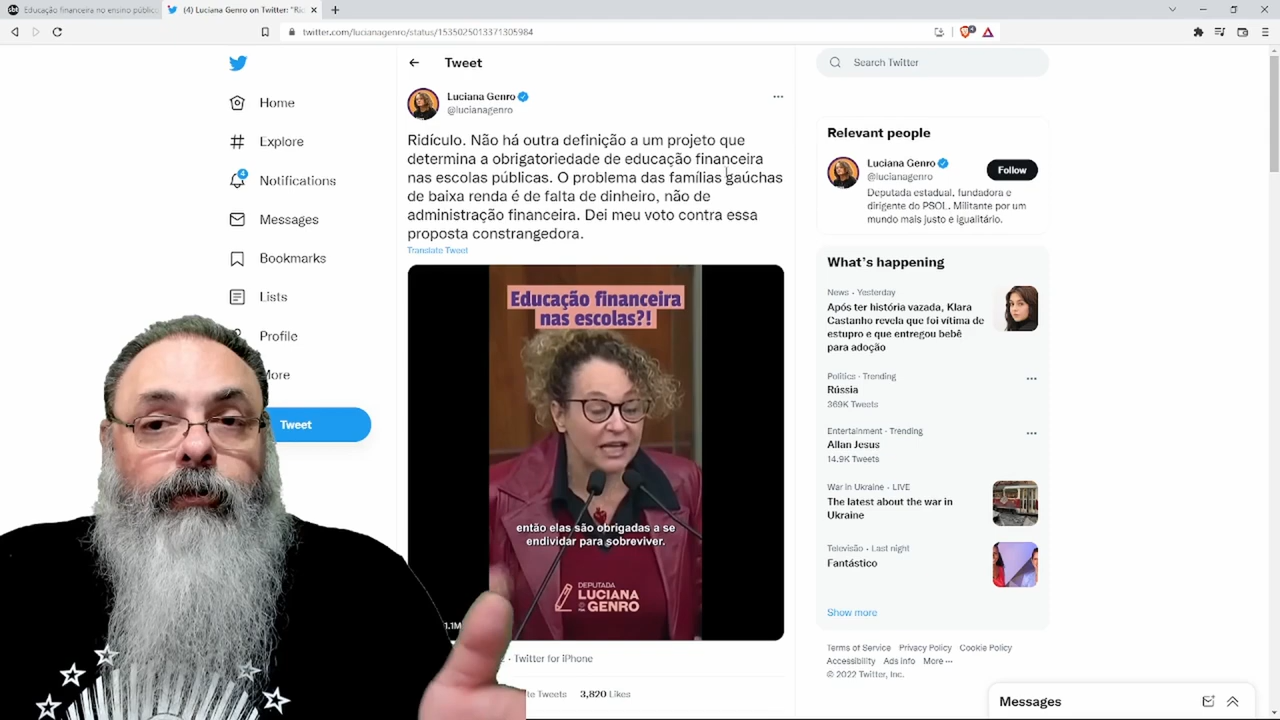 Educação financeira no ensino públic
(4) Luciana Genro on Twitter: "Rid
twitter.com/lucianagenro/status/1535025013371305984
Home
Explore
4
Notifications
Messages
Bookmarks
Lists
Profile
More
Tweet
Tweet
Luciana Genro
@lucianagenro
Ridículo. Não há outra definição a um projeto que
determina a obrigatoriedade de educação financeira
nas escolas públicas. O problema das famílias gaúchas
de baixa renda é de falta de dinheiro, não de
administração financeira. Dei meu voto contra essa
proposta constrangedora.
Translate Tweet
Educação financeira
nas escolas?!
então elas são obrigadas a se
endividar para sobreviver.
DEPUTADA
LUCIANA
GENRO
· Twitter for iPhone
Tweets
3,820 Likes
Search Twitter
Relevant people
Luciana Genro
@lucianagenro
Follow
Deputada estadual, fundadora e
dirigente do PSOL. Militante por um
mundo mais justo e igualitário.
What's happening
News · Yesterday
Após ter história vazada, Klara
Castanho revela que foi vítima de
estupro e que entregou bebê
para adoção
Politics · Trending
Rússia
369K Tweets
Entertainment · Trending
Allan Jesus
14.9K Tweets
War in Ukraine · LIVE
The latest about the war in
Ukraine
Televisão · Last night
Fantástico
Show more
Terms of Service Privacy Policy Cookie Policy
Accessibility Ads info More ···
© 2022 Twitter, Inc.
Messages